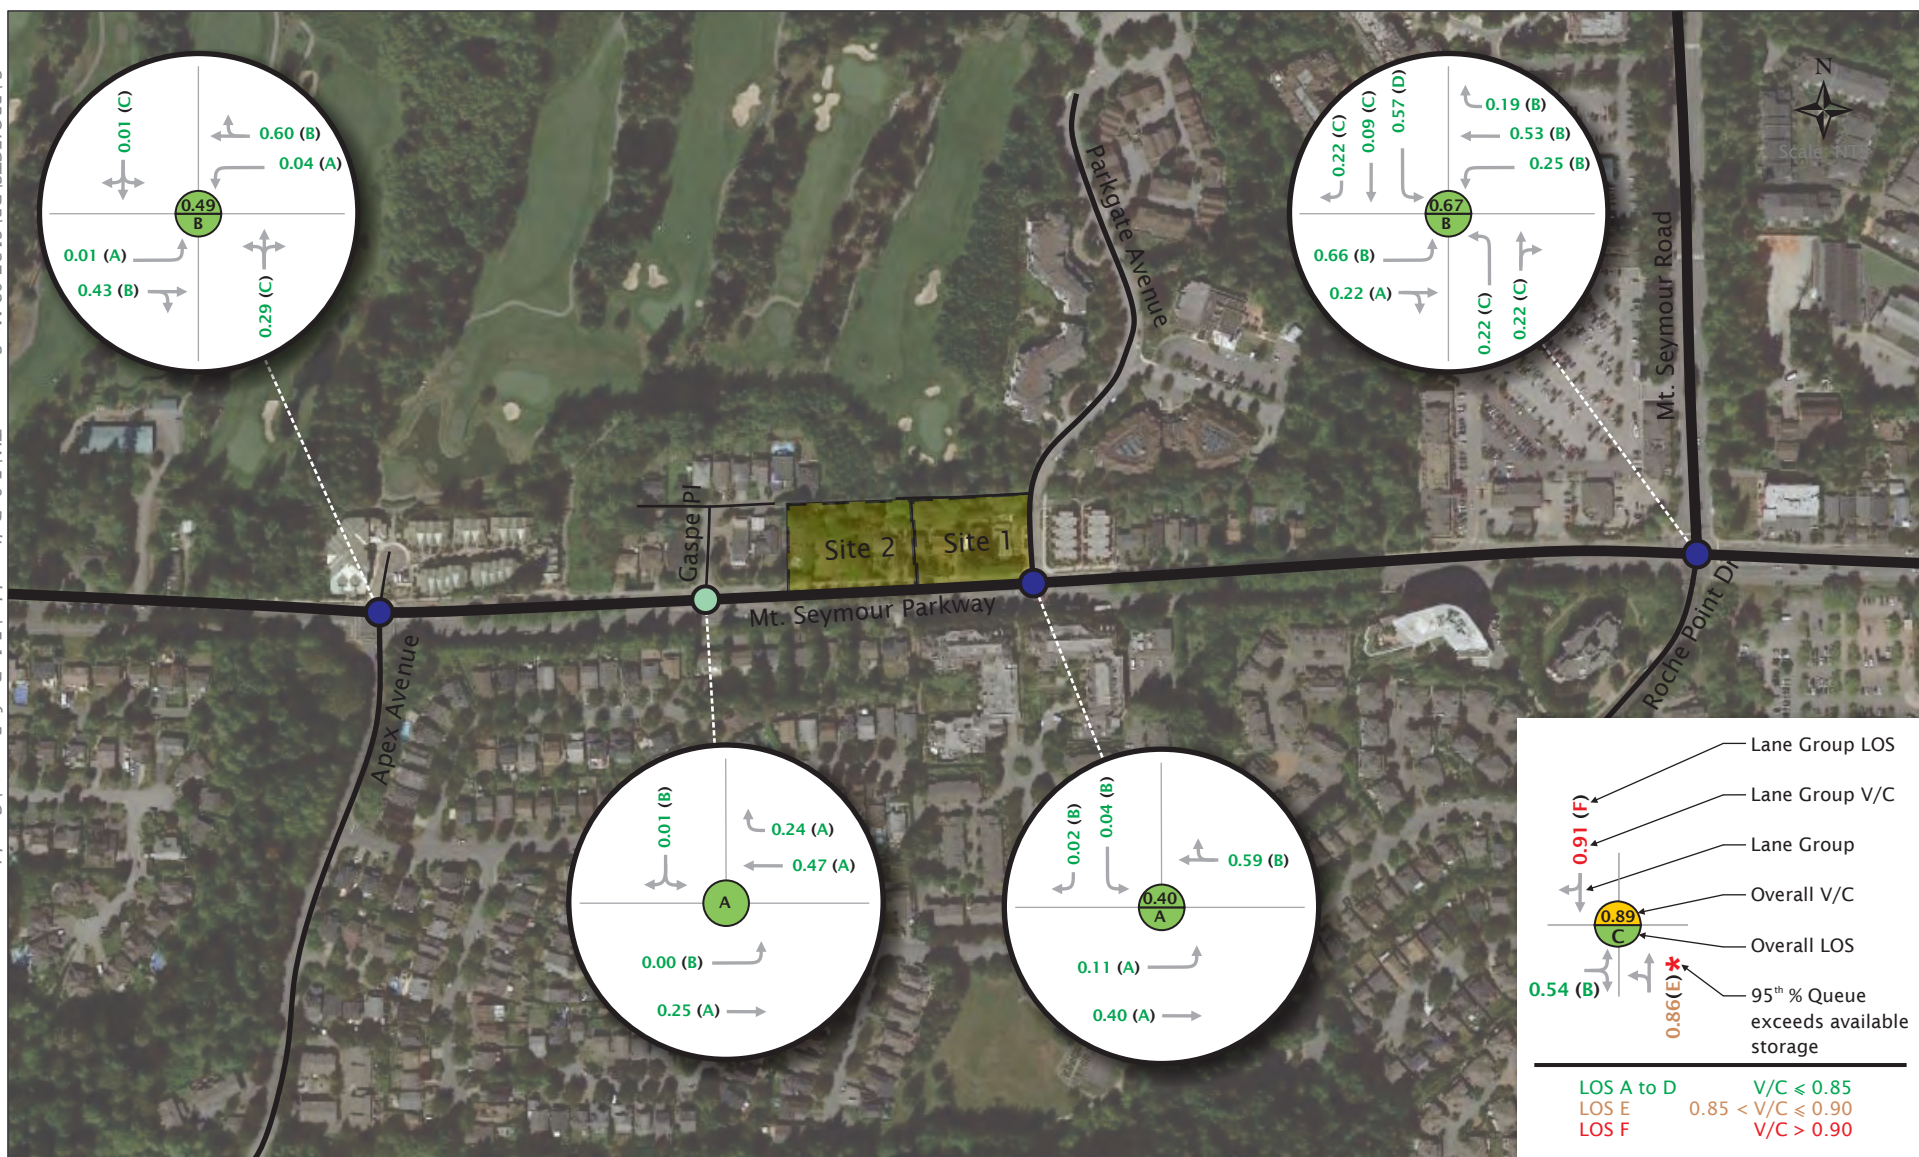 0.01 (C)
0.60 (B)
0.04 (A)
0.49
B
0.01 (A)
0.43 (B)
0.29 (C)
0.22 (C)
0.09 (C)
0.57 (D)
0.19 (B)
0.53 (B)
0.25 (B)
0.67
B
0.66 (B)
0.22 (A)
0.22 (C)
0.22 (C)
N
Scale: NTS
Parkgate Avenue
Mt. Seymour Road
Gaspe Pl
Site 2
Site 1
Mt. Seymour Parkway
Apex Avenue
Roche Point Dr
0.01 (B)
0.24 (A)
0.47 (A)
A
0.00 (B)
0.25 (A)
0.02 (B)
0.04 (B)
0.59 (B)
0.40
A
0.11 (A)
0.40 (A)
Lane Group LOS
0.91 (F)
Lane Group V/C
Lane Group
Overall V/C
0.89
C
Overall LOS
0.54 (B)
0.86(E)*
95th % Queue
exceeds available
storage
LOS A to D V/C ⩽ 0.85
LOS E 0.85 < V/C ⩽ 0.90
LOS F V/C > 0.90